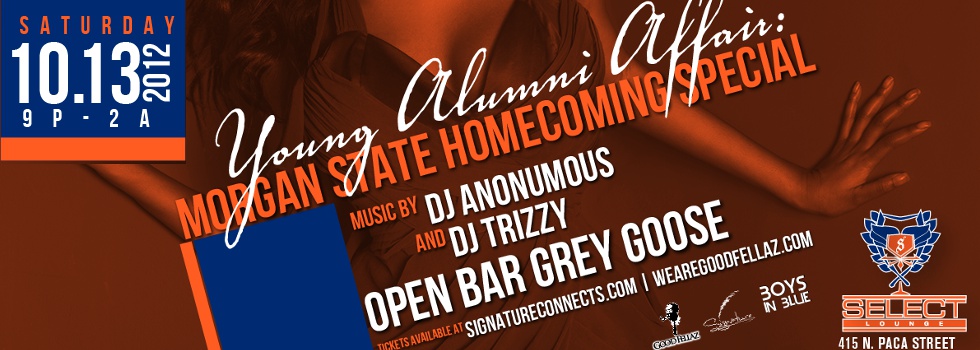 SATURDAY
10.13
2012
9P-2A
Young Alumni Affair:
MORGAN STATE HOMECOMING SPECIAL
MUSIC BY DJ ANONUMOUS
AND DJ TRIZZY
OPEN BAR GREY GOOSE
TICKETS AVAILABLE AT SIGNATURECONNECTS.COM | WEAREGOODFELLAZ.COM
GOODFELLAZ
Signature
BOYS
IN BLUE
S
SELECT
LOUNGE
415 N. PACA STREET